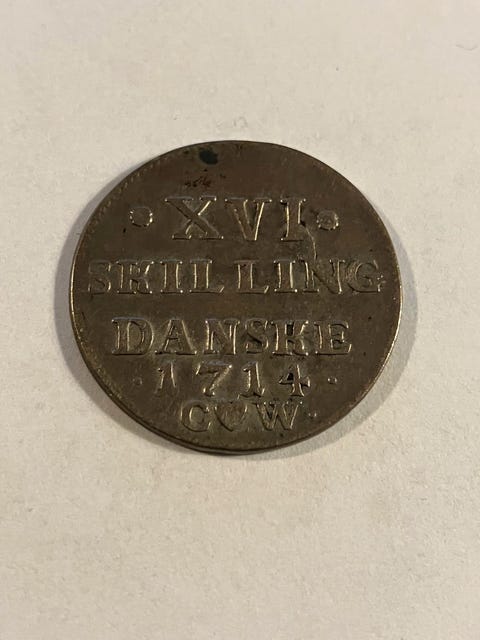 · XVI ·
SKILLING
DANSKE
· 1714 ·
C♥W·